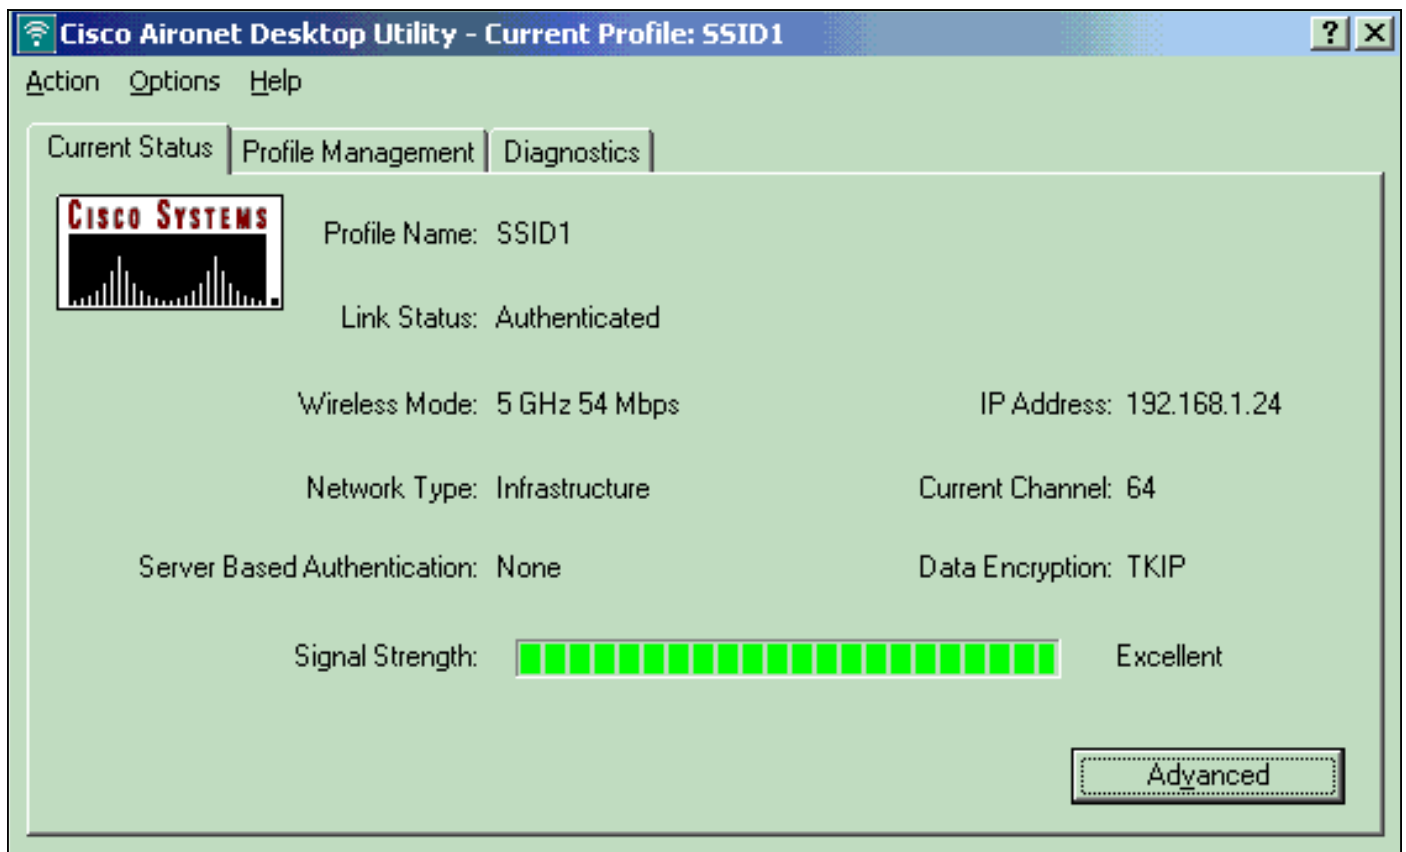 Cisco Aironet Desktop Utility - Current Profile: SSID1
? X
Action Options Help
Current Status Profile Management Diagnostics
CISCO SYSTEMS
Profile Name: SSID1
Link Status: Authenticated
Wireless Mode: 5 GHz 54 Mbps IP Address: 192.168.1.24
Network Type: Infrastructure Current Channel: 64
Server Based Authentication: None Data Encryption: TKIP
Signal Strength: Excellent
Advanced